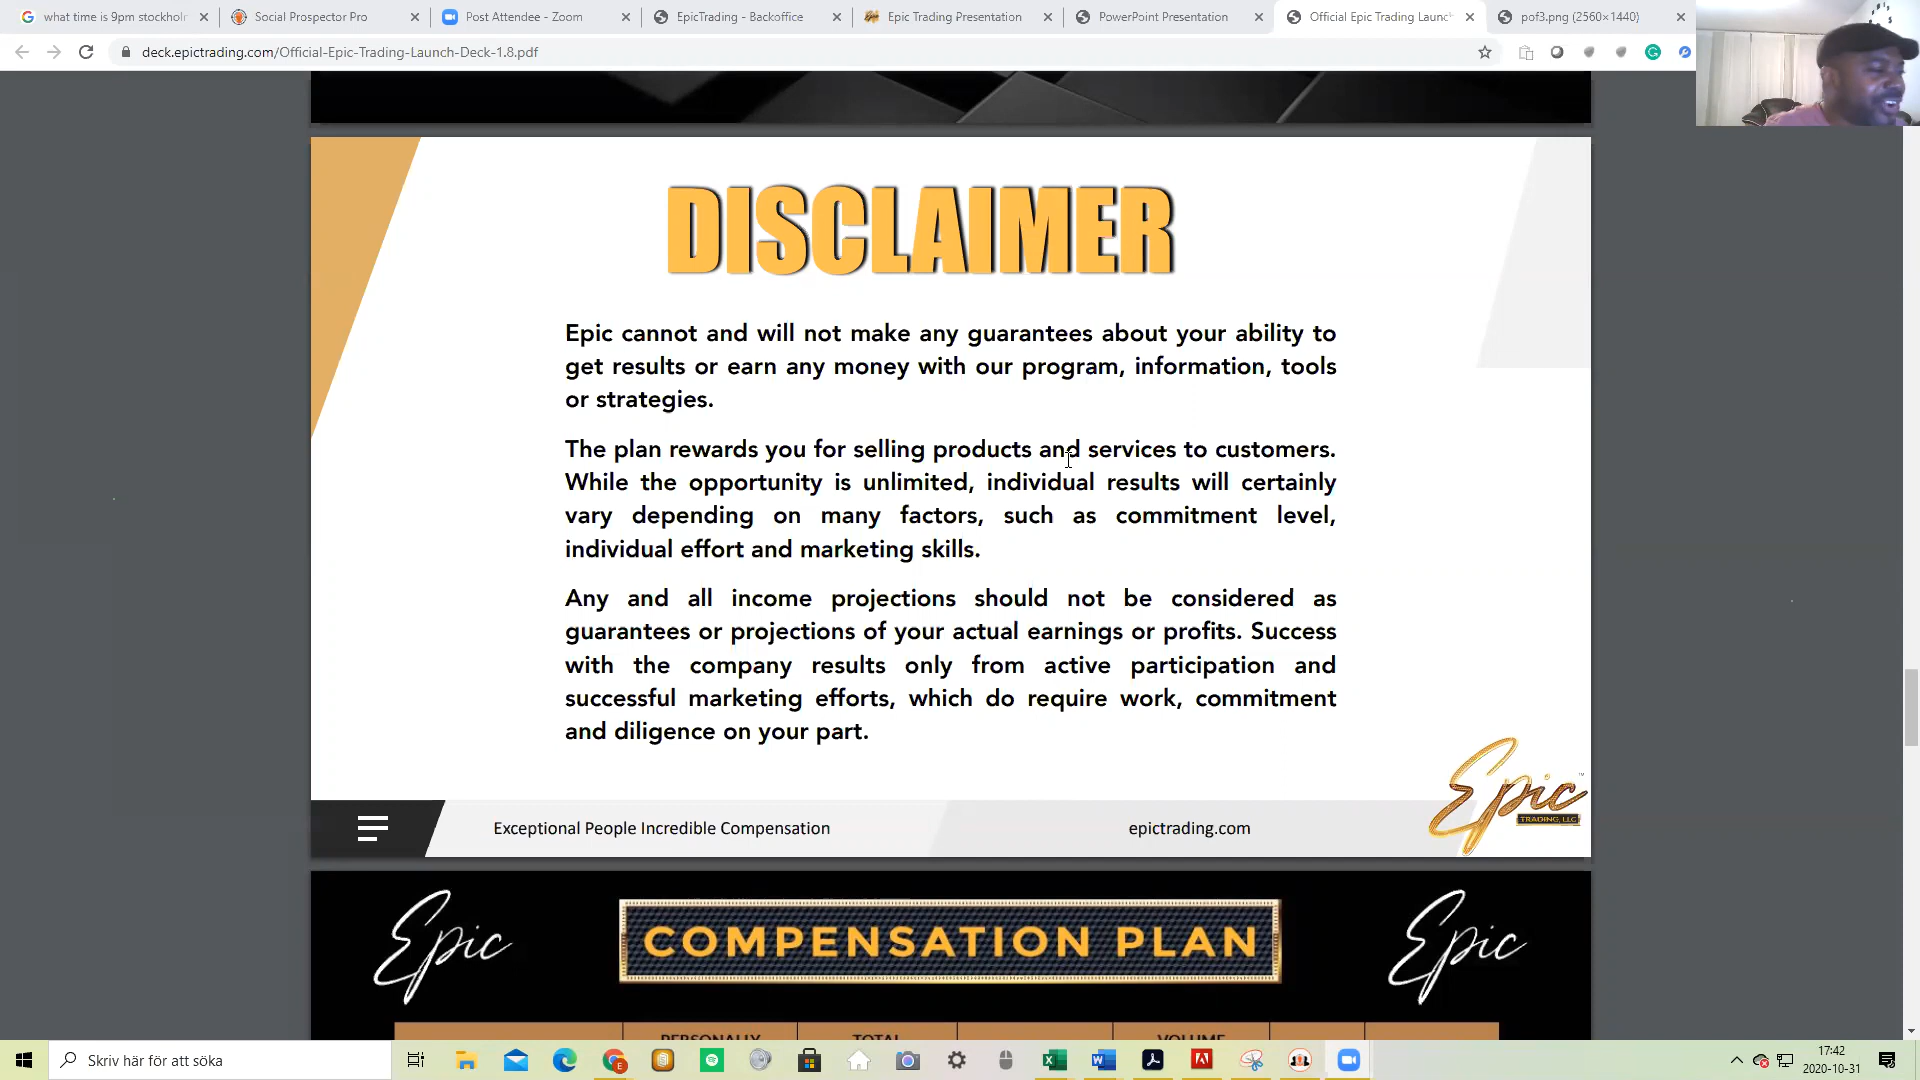 what time is 9pm stockholm
Social Prospector Pro
Post Attendee - Zoom
EpicTrading - Backoffice
Epic Trading Presentation
PowerPoint Presentation
Official Epic Trading Launc
pof3.png (2560×1440)
deck.epictrading.com/Official-Epic-Trading-Launch-Deck-1.8.pdf
DISCLAIMER
Epic cannot and will not make any guarantees about your ability to
get results or earn any money with our program, information, tools
or strategies.
The plan rewards you for selling products and services to customers.
While the opportunity is unlimited, individual results will certainly
vary depending on many factors, such as commitment level,
individual effort and marketing skills.
Any and all income projections should not be considered as
guarantees or projections of your actual earnings or profits. Success
with the company results only from active participation and
successful marketing efforts, which do require work, commitment
and diligence on your part.
Epic
TRADING, LLC
Exceptional People Incredible Compensation
epictrading.com
Epic
COMPENSATION PLAN
Epic
PERSONALLY
TOTAL
VOLUME
Skriv här för att söka
17:42
2020-10-31